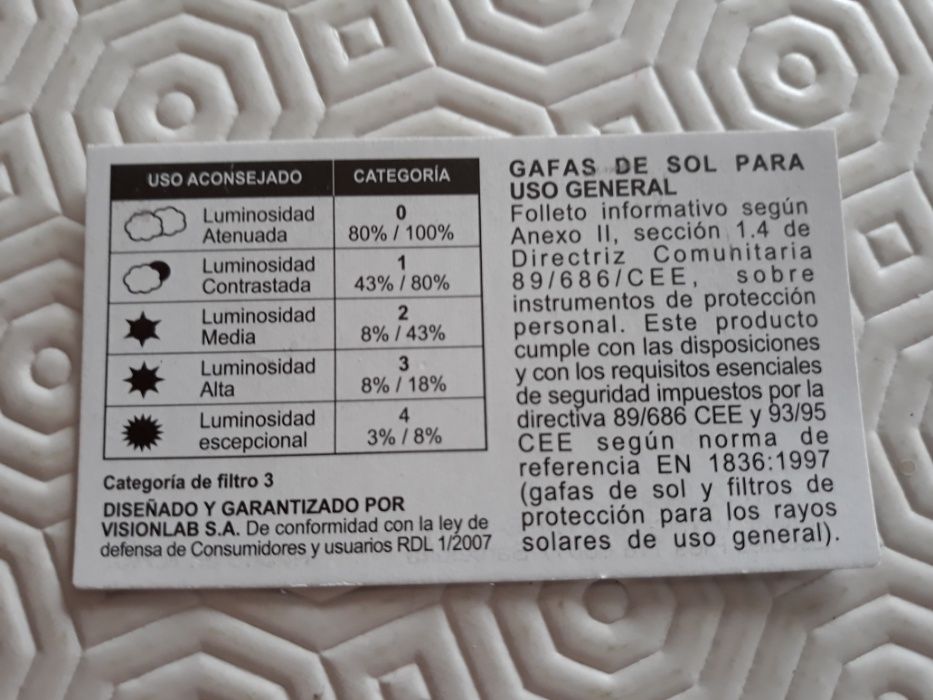 USO ACONSEJADO CATEGORÍA
Luminosidad Atenuada 0 80% / 100%
Luminosidad Contrastada 1 43% / 80%
Luminosidad Media 2 8% / 43%
Luminosidad Alta 3 8% / 18%
Luminosidad escepcional 4 3% / 8%
Categoría de filtro 3
DISEÑADO Y GARANTIZADO POR
VISIONLAB S.A. De conformidad con la ley de
defensa de Consumidores y usuarios RDL 1/2007
GAFAS DE SOL PARA
USO GENERAL
Folleto informativo según
Anexo II, sección 1.4 de
Directriz Comunitaria
89/686/CEE, sobre
instrumentos de protección
personal. Este producto
cumple con las disposiciones
y con los requisitos esenciales
de seguridad impuestos por la
directiva 89/686 CEE y 93/95
CEE según norma de
referencia EN 1836:1997
(gafas de sol y filtros de
protección para los rayos
solares de uso general).